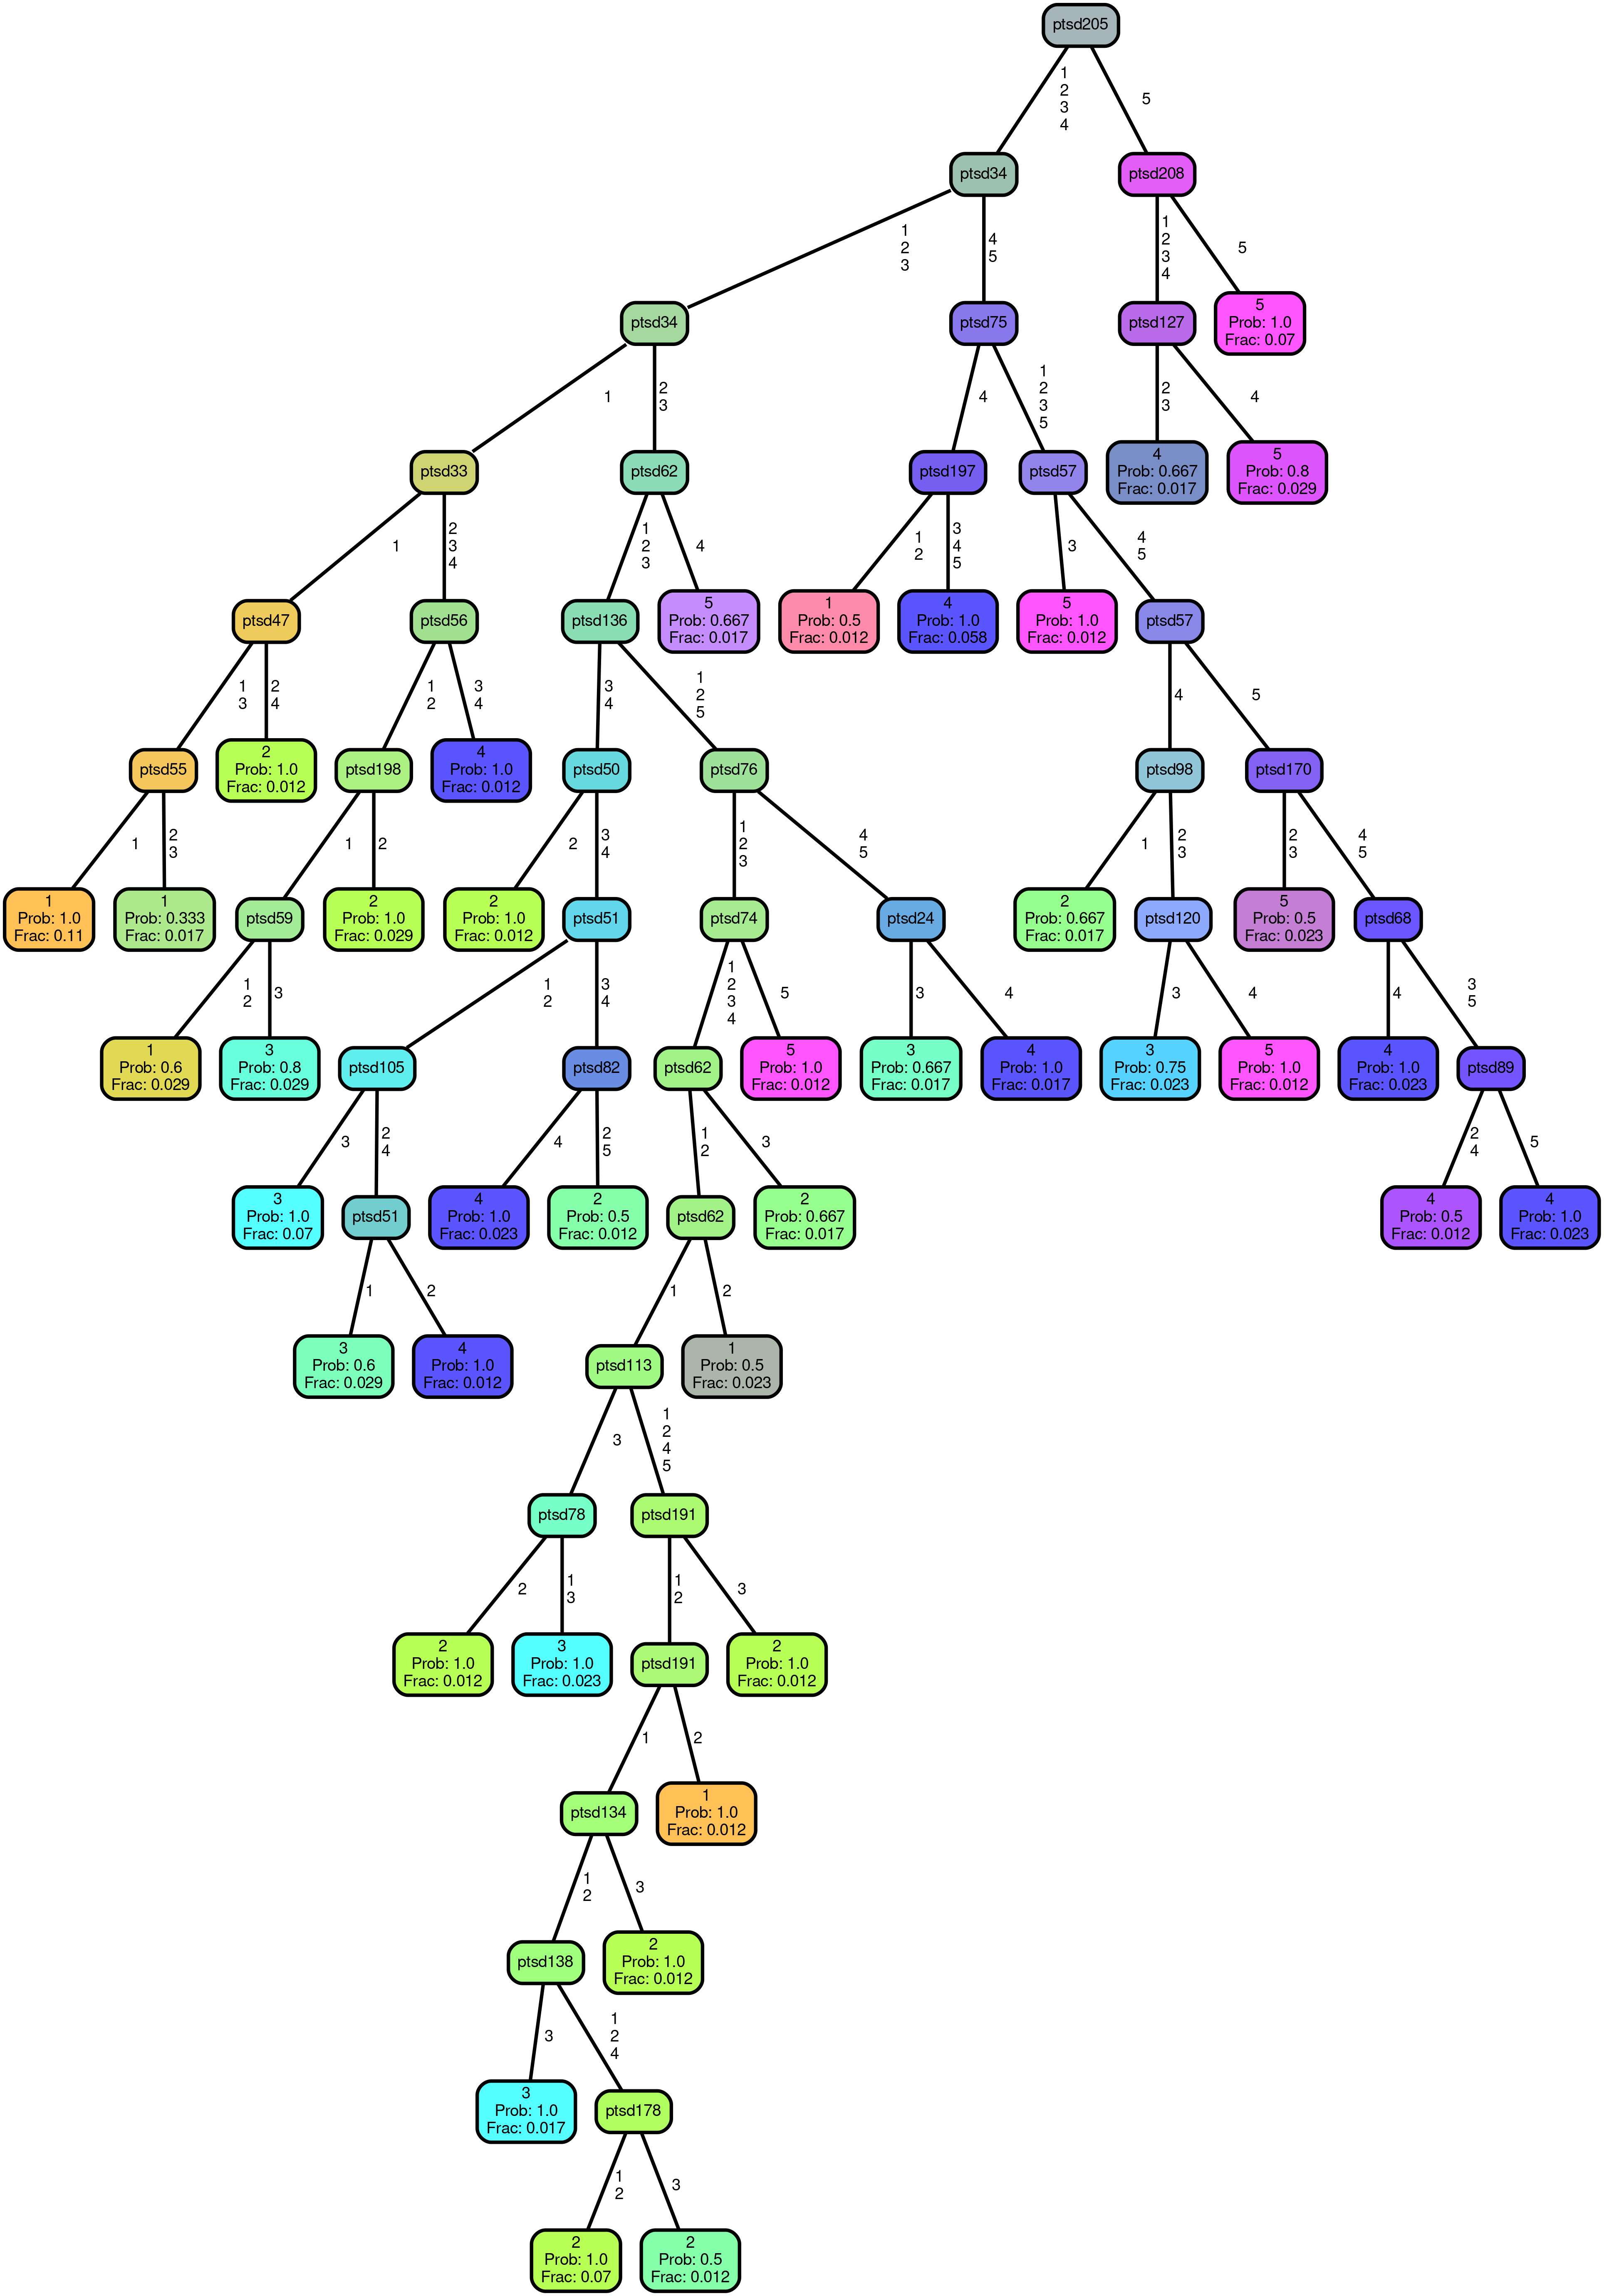 ptsd205
1
2
3
4
5
ptsd34
ptsd208
1
2
3
4
5
1
2
3
4
5
ptsd34
ptsd75
ptsd127
5
Prob: 1.0
Frac: 0.07
1
2
3
4
1
2
3
5
2
3
4
ptsd33
ptsd62
ptsd197
ptsd57
4
Prob: 0.667
Frac: 0.017
5
Prob: 0.8
Frac: 0.029
1
2
3
4
1
2
3
4
1
2
3
4
5
3
4
5
ptsd47
ptsd56
ptsd136
5
Prob: 0.667
Frac: 0.017
1
Prob: 0.5
Frac: 0.012
4
Prob: 1.0
Frac: 0.058
5
Prob: 1.0
Frac: 0.012
ptsd57
1
3
2
4
1
2
3
4
3
4
1
2
5
4
5
ptsd55
2
Prob: 1.0
Frac: 0.012
ptsd198
4
Prob: 1.0
Frac: 0.012
ptsd50
ptsd76
ptsd98
ptsd170
1
2
3
1
2
2
3
4
1
2
3
4
5
1
2
3
2
3
4
5
1
Prob: 1.0
Frac: 0.11
1
Prob: 0.333
Frac: 0.017
ptsd59
2
Prob: 1.0
Frac: 0.029
2
Prob: 1.0
Frac: 0.012
ptsd51
ptsd74
ptsd24
2
Prob: 0.667
Frac: 0.017
ptsd120
5
Prob: 0.5
Frac: 0.023
ptsd68
1
2
3
1
2
3
4
1
2
3
4
5
3
4
3
4
4
3
5
1
Prob: 0.6
Frac: 0.029
3
Prob: 0.8
Frac: 0.029
ptsd105
ptsd82
ptsd62
5
Prob: 1.0
Frac: 0.012
3
Prob: 0.667
Frac: 0.017
4
Prob: 1.0
Frac: 0.017
3
Prob: 0.75
Frac: 0.023
5
Prob: 1.0
Frac: 0.012
4
Prob: 1.0
Frac: 0.023
ptsd89
3
2
4
4
2
5
1
2
3
2
4
5
3
Prob: 1.0
Frac: 0.07
ptsd51
4
Prob: 1.0
Frac: 0.023
2
Prob: 0.5
Frac: 0.012
ptsd62
2
Prob: 0.667
Frac: 0.017
4
Prob: 0.5
Frac: 0.012
4
Prob: 1.0
Frac: 0.023
1
2
1
2
3
Prob: 0.6
Frac: 0.029
4
Prob: 1.0
Frac: 0.012
ptsd113
1
Prob: 0.5
Frac: 0.023
3
1
2
4
5
ptsd78
ptsd191
2
1
3
1
2
3
2
Prob: 1.0
Frac: 0.012
3
Prob: 1.0
Frac: 0.023
ptsd191
2
Prob: 1.0
Frac: 0.012
1
2
ptsd134
1
Prob: 1.0
Frac: 0.012
1
2
3
ptsd138
2
Prob: 1.0
Frac: 0.012
3
1
2
4
3
Prob: 1.0
Frac: 0.017
ptsd178
1
2
3
2
Prob: 1.0
Frac: 0.07
2
Prob: 0.5
Frac: 0.012